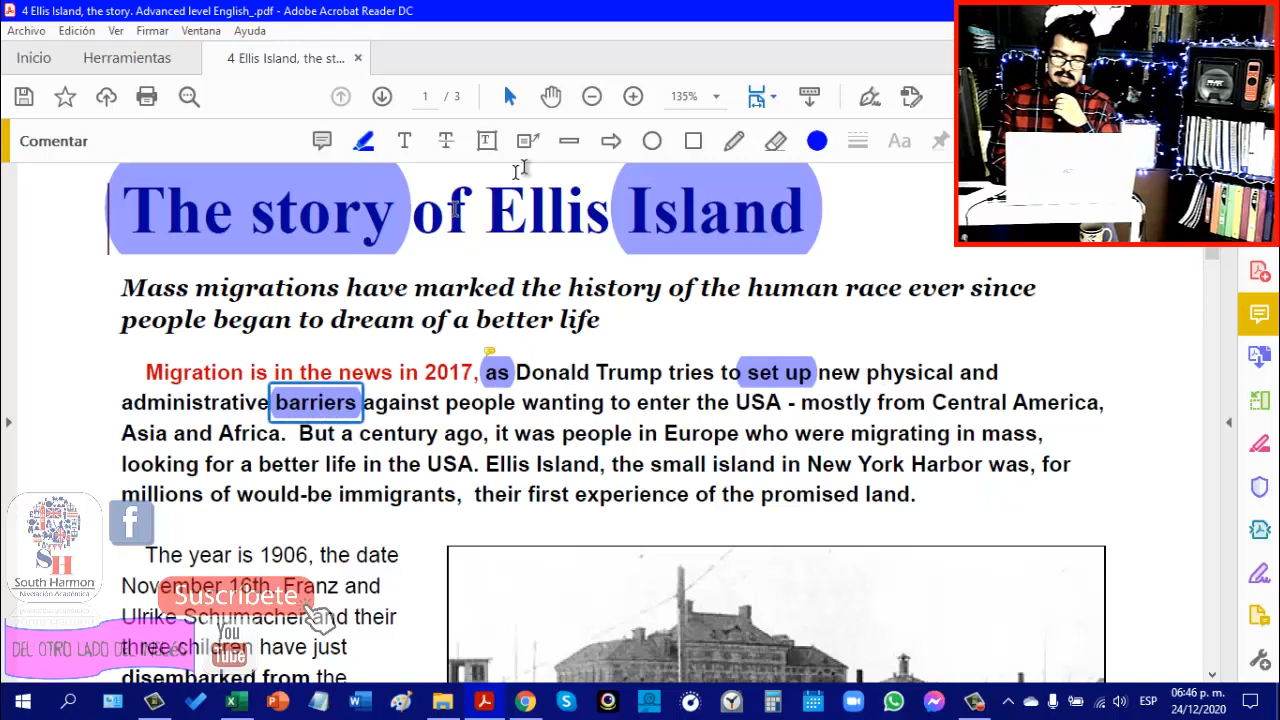 4 Ellis Island, the story. Advanced level English_.pdf - Adobe Acrobat Reader DC
Archivo Edición Ver Firmar Ventana Ayuda
Inicio Herramientas 4 Ellis Island, the st... ×
1 / 3 135%
Comentar
The story of Ellis Island
Mass migrations have marked the history of the human race ever since
people began to dream of a better life
Migration is in the news in 2017, as Donald Trump tries to set up new physical and
administrative barriers against people wanting to enter the USA - mostly from Central America,
Asia and Africa. But a century ago, it was people in Europe who were migrating in mass,
looking for a better life in the USA. Ellis Island, the small island in New York Harbor was, for
millions of would-be immigrants, their first experience of the promised land.
The year is 1906, the date
November 16th. Franz and
Ulrike Schumacher and their
three children have just
disembarked from the
SH
South Harmon
Nivelación Académica
f
Suscribete
DEL OTRO LADO DEL INGLÉS
You
Tube
ESP
06:46 p. m.
24/12/2020